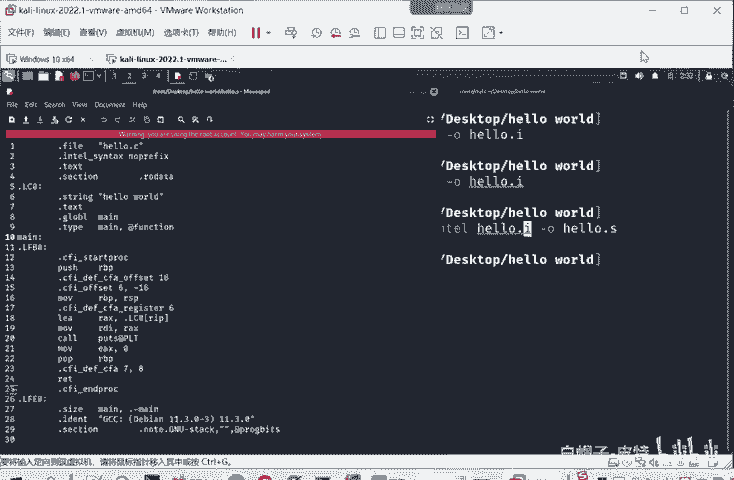 kali-linux-2022.1-vmware-amd64 - VMware Workstation
文件(F) 编辑(E) 查看(V) 虚拟机(M) 选项卡(T) 帮助(H)
Windows 10 x64
kali-linux-2022.1-vmware-...
1 2 3 4
File Edit Search View Document Help
Warning: you are using the root account. You may harm your system.
1 .file "hello.c"
2 .intel_syntax noprefix
3 .text
4 .section .rodata
5 .LC0:
6 .string "hello world"
7 .text
8 .globl main
9 .type main, @function
10 main:
11 .LFB0:
12 .cfi_startproc
13 push rbp
14 .cfi_def_cfa_offset 16
15 .cfi_offset 6, -16
16 mov rbp, rsp
17 .cfi_def_cfa_register 6
18 lea rax, .LC0[rip]
19 mov rdi, rax
20 call puts@PLT
21 mov eax, 0
22 pop rbp
23 .cfi_def_cfa 7, 8
24 ret
25 .cfi_endproc
26 .LFE0:
27 .size main, .-main
28 .ident "GCC: (Debian 11.3.0-3) 11.3.0"
29 .section .note.GNU-stack,"",@progbits
30
/Desktop/hello world]
-o hello.i
/Desktop/hello world]
-o hello.i
/Desktop/hello world]
ntel hello.i -o hello.s
/Desktop/hello world]
白帽子-皮特
要将输入定向到该虚拟机，请将鼠标指针移入其中或按 Ctrl+G。